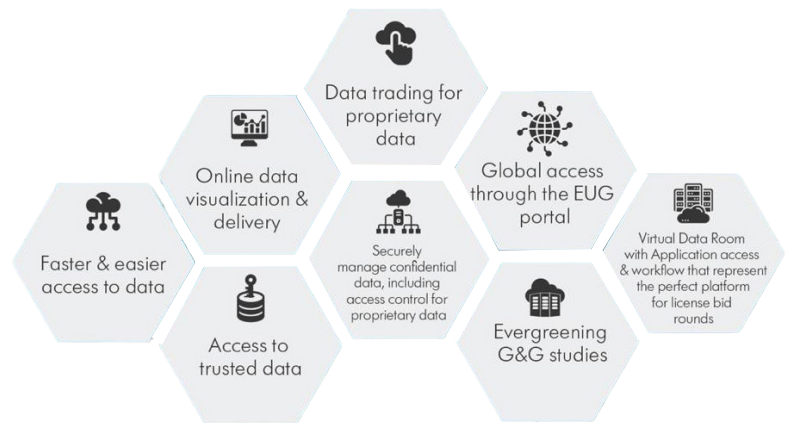 Data trading for
proprietary
data
Online data
visualization &
delivery
Global access
through the EUG
portal
Faster & easier
access to data
Securely
manage confidential
data, including
access control for
proprietary data
Virtual Data Room
with Application access
& workflow that represent
the perfect platform
for license bid
rounds
Access to
trusted data
Evergreening
G&G studies